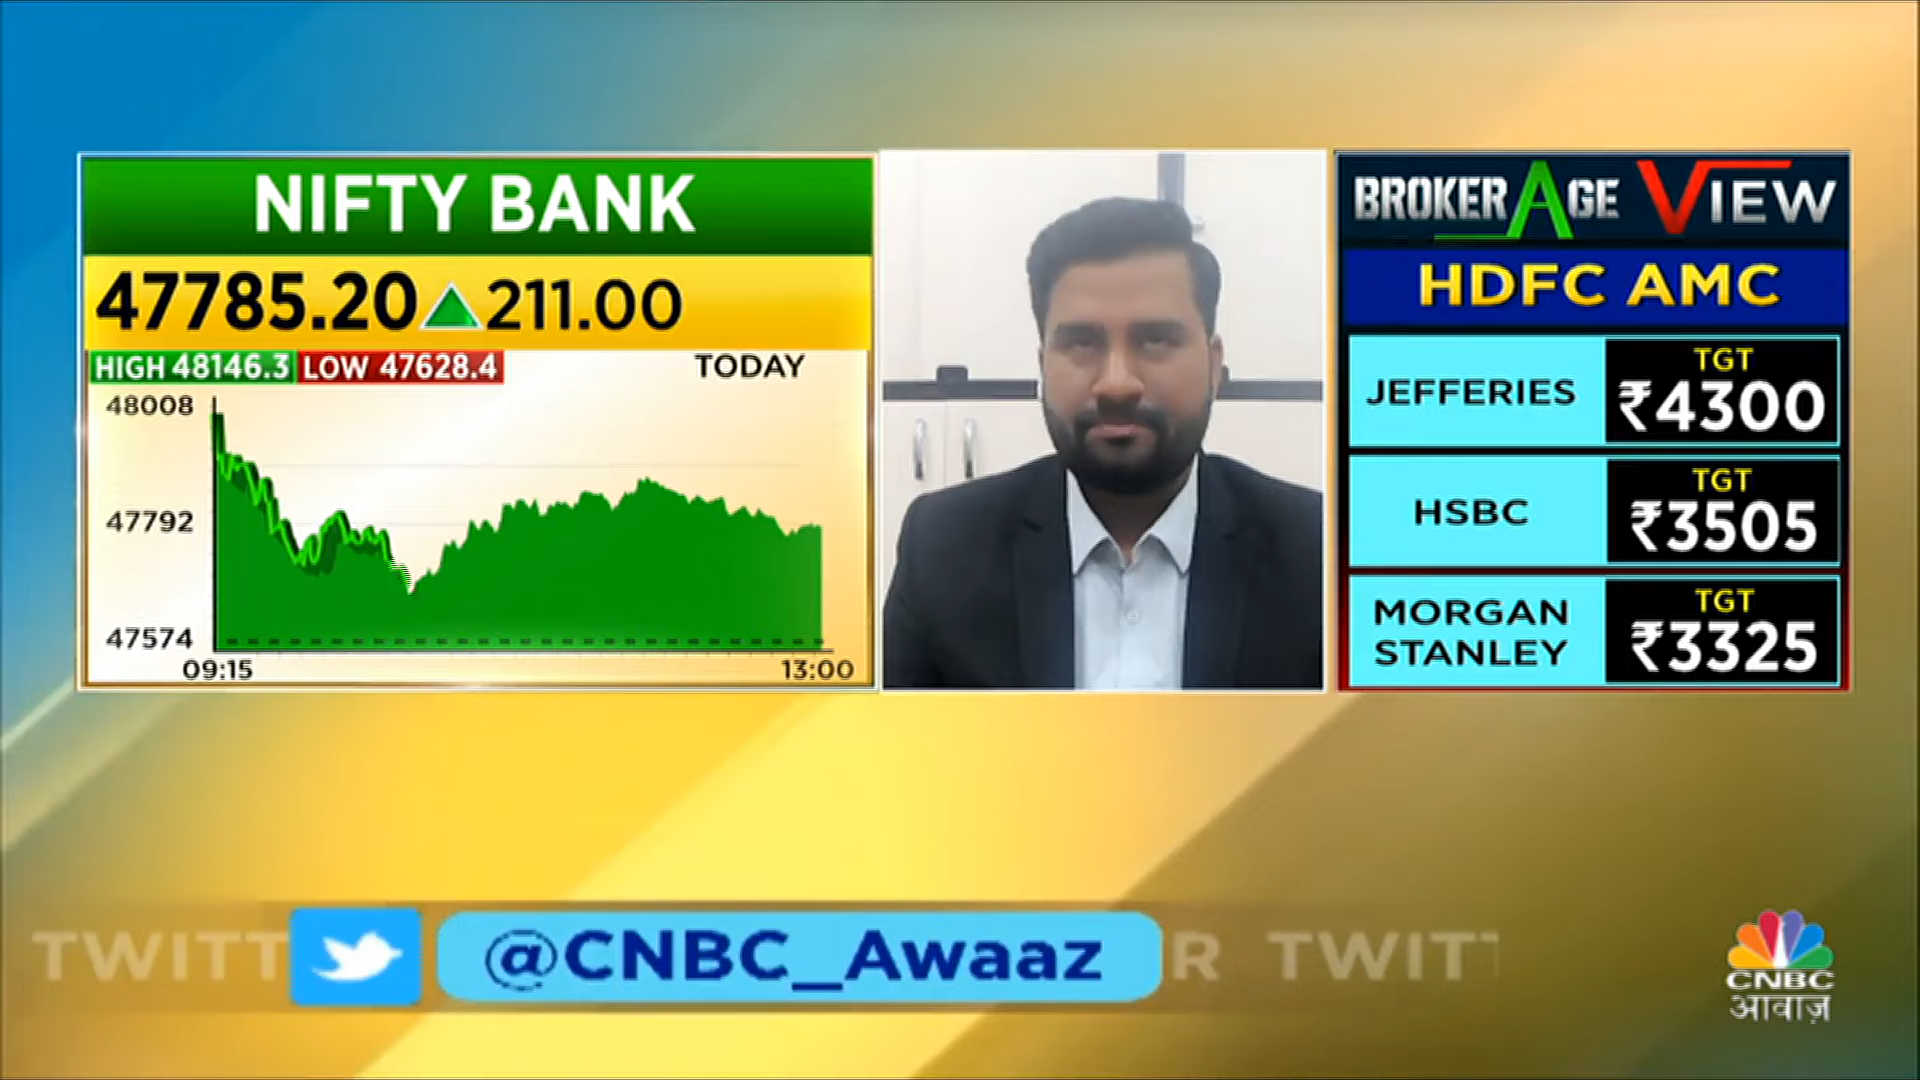 NIFTY BANK
47785.20 ▲ 211.00
HIGH 48146.3 LOW 47628.4 TODAY
48008
47792
47574
09:15 13:00
BROKERAGE VIEW
HDFC AMC
JEFFERIES
TGT
₹4300
HSBC
TGT
₹3505
MORGAN
STANLEY
TGT
₹3325
TWITT @CNBC_Awaaz R TWITT
CNBC
आवाज़